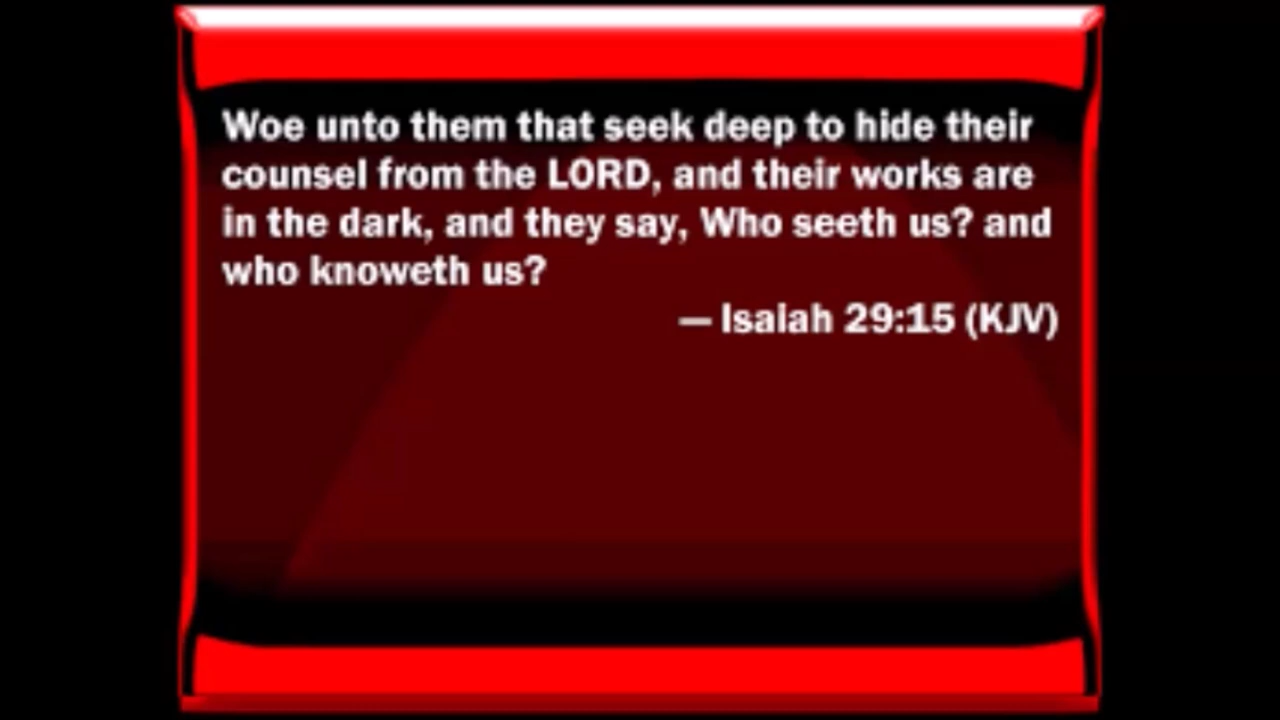 Woe unto them that seek deep to hide their
counsel from the LORD, and their works are
in the dark, and they say, Who seeth us? and
who knoweth us?
— Isaiah 29:15 (KJV)